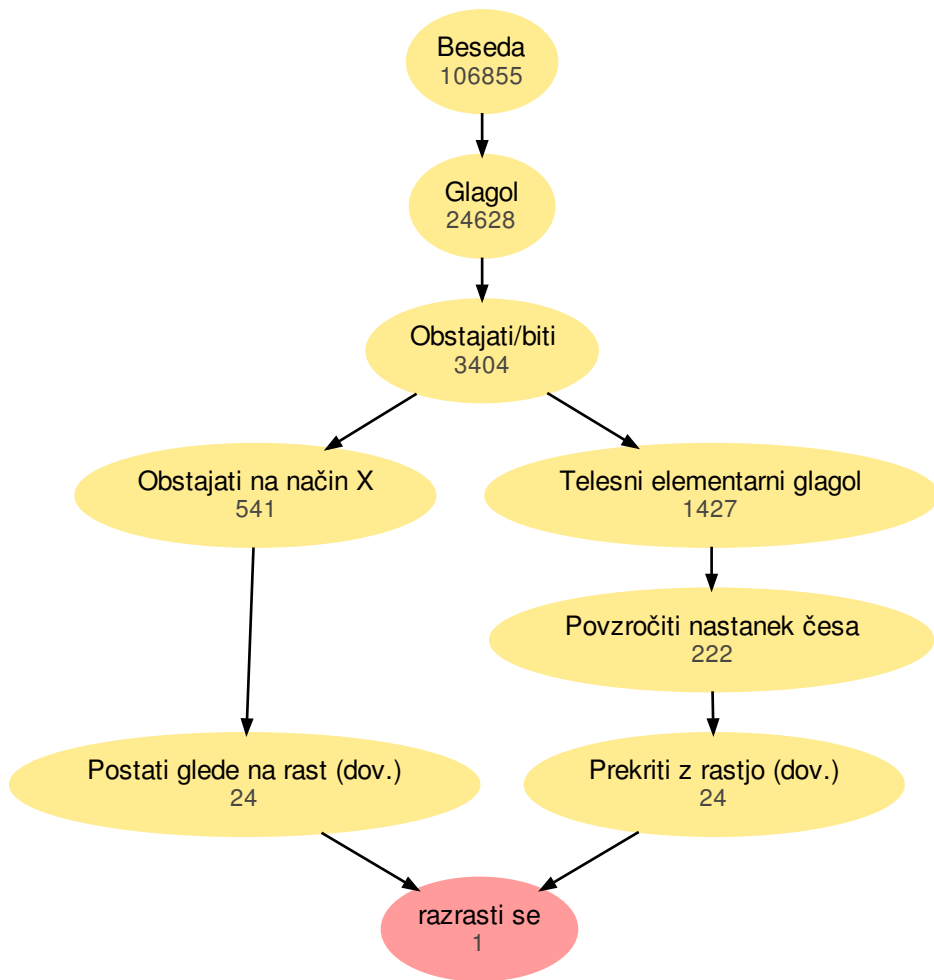 Beseda
106855
Glagol
24628
Obstajati/biti
3404
Obstajati na način X
541
Telesni elementarni glagol
1427
Povzročiti nastanek česa
222
Postati glede na rast (dov.)
24
Prekriti z rastjo (dov.)
24
razrasti se
1